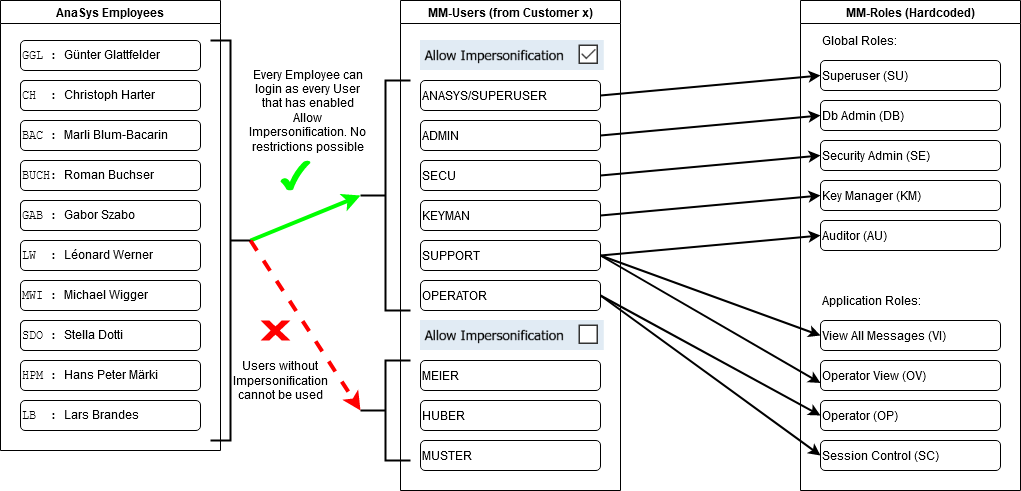 AnaSys Employees
GGL : Günter Glattfelder
CH : Christoph Harter
BAC : Marli Blum-Bacarin
BUCH: Roman Buchser
GAB : Gabor Szabo
LW : Léonard Werner
MWI : Michael Wigger
SDO : Stella Dotti
HPM : Hans Peter Märki
LB : Lars Brandes
Every Employee can
login as every User
that has enabled
Allow
Impersonification. No
restrictions possible
Users without
Impersonification
cannot be used
MM-Users (from Customer x)
Allow Impersonification
ANASYS/SUPERUSER
ADMIN
SECU
KEYMAN
SUPPORT
OPERATOR
Allow Impersonification
MEIER
HUBER
MUSTER
MM-Roles (Hardcoded)
Global Roles:
Superuser (SU)
Db Admin (DB)
Security Admin (SE)
Key Manager (KM)
Auditor (AU)
Application Roles:
View All Messages (VI)
Operator View (OV)
Operator (OP)
Session Control (SC)